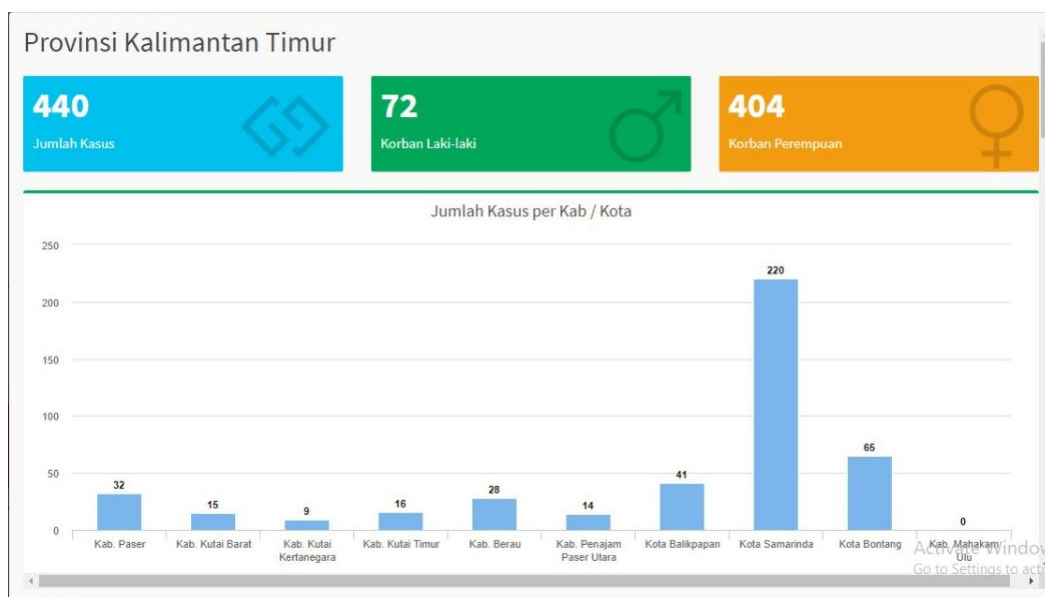 Provinsi Kalimantan Timur
440
Jumlah Kasus
72
Korban Laki-laki
404
Korban Perempuan
Jumlah Kasus per Kab / Kota
250
200
150
100
50
0
32
15
9
16
28
14
41
220
65
0
Kab. Paser
Kab. Kutai Barat
Kab. Kutai
Kertanegara
Kab. Kutai Timur
Kab. Berau
Kab. Penajam
Paser Utara
Kota Balikpapan
Kota Samarinda
Kota Bontang
Kab. Mahakam
Ulu
Activate Window
Go to Settings to acti